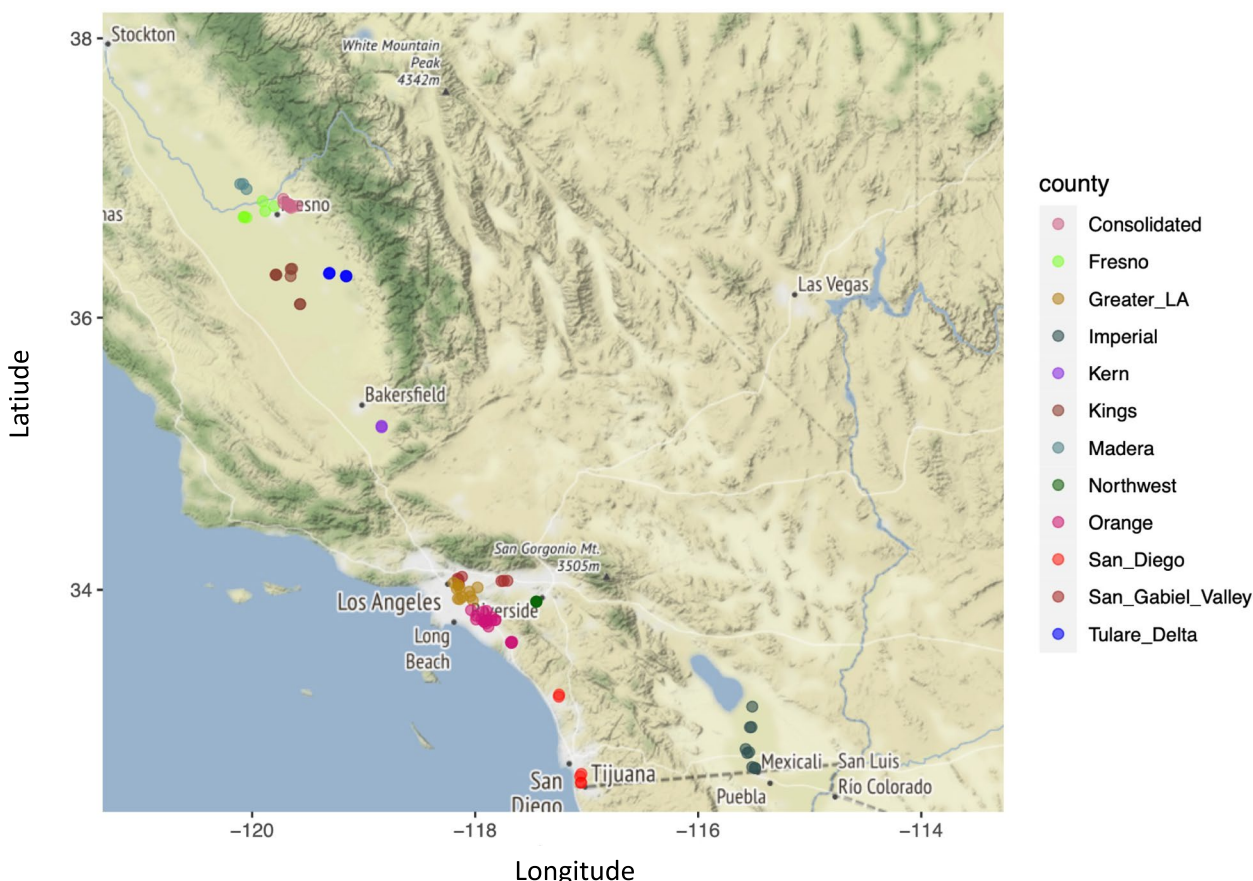 38
36
34
Latiude
−120
−118
−116
−114
Longitude
Stockton
White Mountain
Peak
4342m
nas
esno
Las Vegas
Bakersfield
San Gorgonio Mt.
3505m
Los Angeles
Riverside
Long
Beach
San
Diego
Tijuana
Mexicali
San Luis
Río Colorado
Puebla
county
Consolidated
Fresno
Greater_LA
Imperial
Kern
Kings
Madera
Northwest
Orange
San_Diego
San_Gabiel_Valley
Tulare_Delta